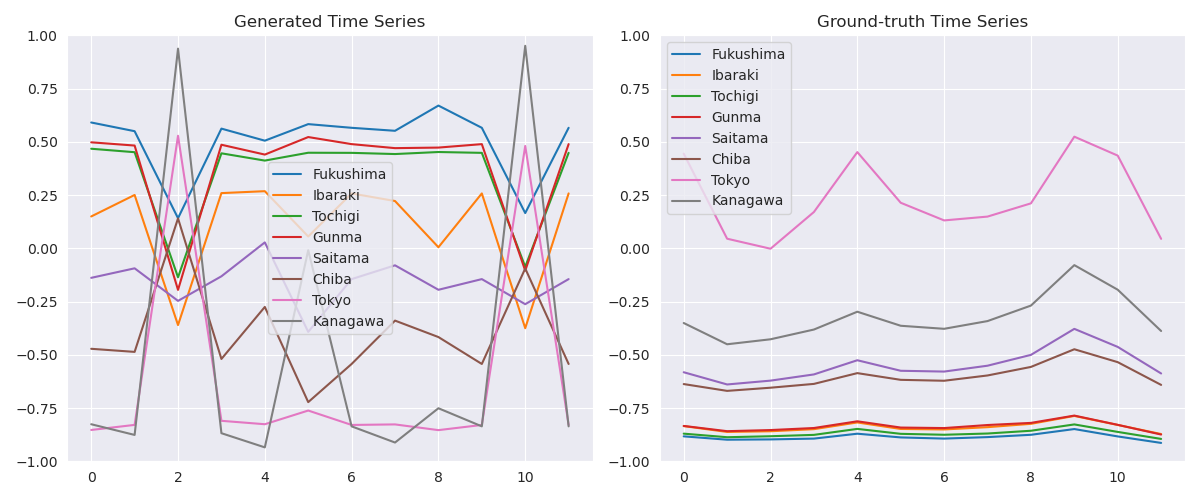 Generated Time Series
1.00
0.75
0.50
0.25
0.00
−0.25
−0.50
−0.75
−1.00
0 2 4 6 8 10
Fukushima
Ibaraki
Tochigi
Gunma
Saitama
Chiba
Tokyo
Kanagawa
Ground-truth Time Series
1.00
0.75
0.50
0.25
0.00
−0.25
−0.50
−0.75
−1.00
0 2 4 6 8 10
Fukushima
Ibaraki
Tochigi
Gunma
Saitama
Chiba
Tokyo
Kanagawa